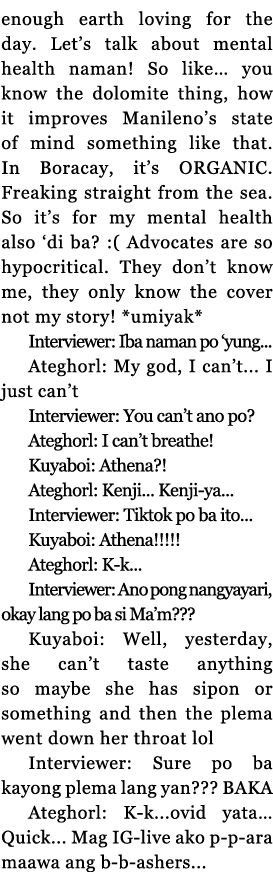 enough earth loving for the
day. Let’s talk about mental
health naman! So like... you
know the dolomite thing, how
it improves Manileno’s state
of mind something like that.
In Boracay, it’s ORGANIC.
Freaking straight from the sea.
So it’s for my mental health
also ‘di ba? :( Advocates are so
hypocritical. They don’t know
me, they only know the cover
not my story! *umiyak*
Interviewer: Iba naman po ‘yung...
Ateghorl: My god, I can’t... I
just can’t
Interviewer: You can’t ano po?
Ateghorl: I can’t breathe!
Kuyaboi: Athena?!
Ateghorl: Kenji... Kenji-ya...
Interviewer: Tiktok po ba ito...
Kuyaboi: Athena!!!!!
Ateghorl: K-k...
Interviewer: Ano pong nangyayari,
okay lang po ba si Ma’m???
Kuyaboi: Well, yesterday,
she can’t taste anything
so maybe she has sipon or
something and then the plema
went down her throat lol
Interviewer: Sure po ba
kayong plema lang yan??? BAKA
Ateghorl: K-k...ovid yata...
Quick... Mag IG-live ako p-p-ara
maawa ang b-b-ashers...